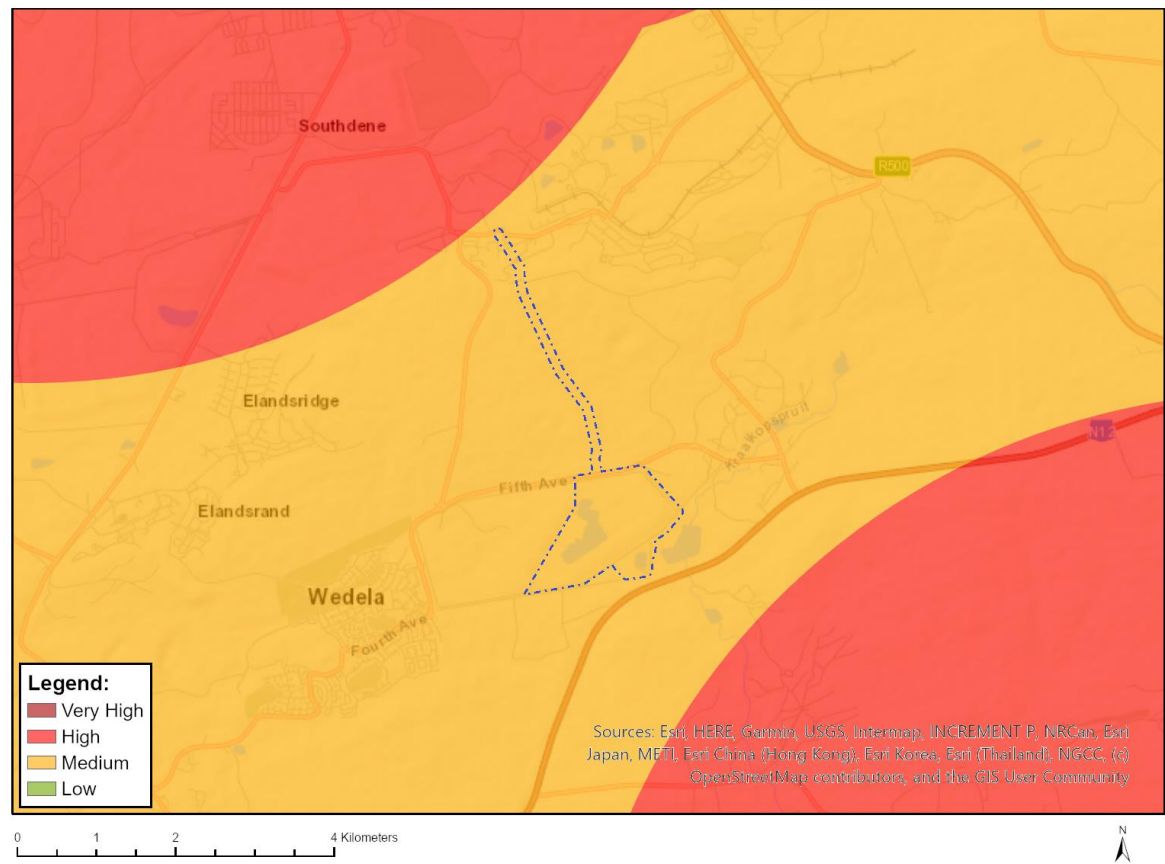 Southdene
R500
Elandsridge
N12
Kraalkopspruit
Fifth Ave
Elandsrand
Wedela
Fourth Ave
Legend:
Very High
High
Medium
Low
Sources: Esri, HERE, Garmin, USGS, Intermap, INCREMENT P, NRCan, Esri
Japan, METI, Esri China (Hong Kong), Esri Korea, Esri (Thailand), NGCC, (c)
OpenStreetMap contributors, and the GIS User Community
0 1 2 4 Kilometers
N